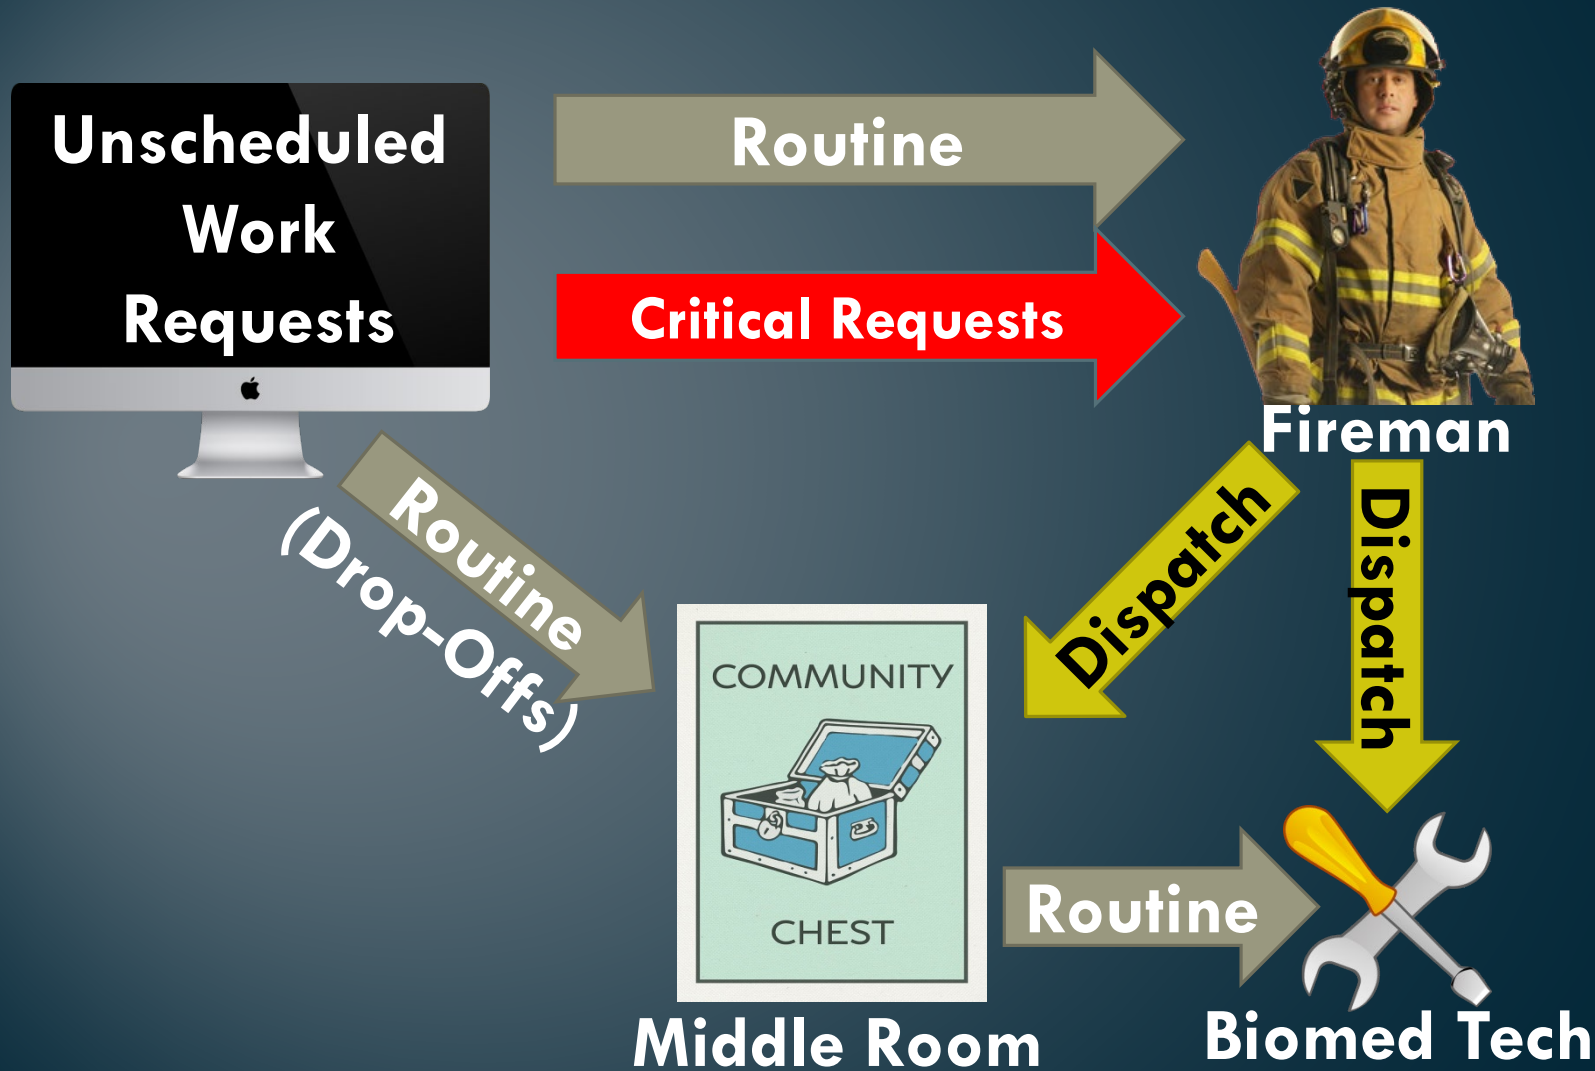 Unscheduled
Work
Requests
Routine
Critical Requests
Fireman
Routine
(Drop-Offs)
Dispatch
Dispatch
COMMUNITY
CHEST
Routine
Middle Room
Biomed Tech